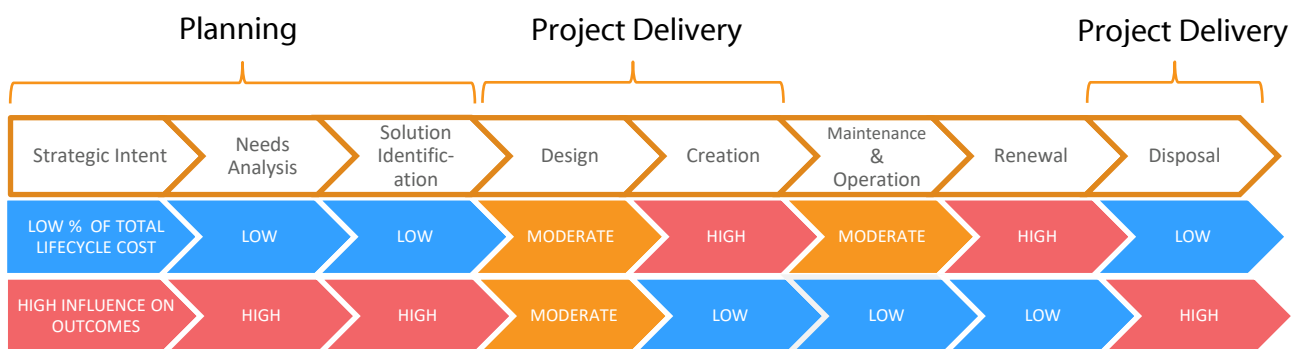 Planning
Project Delivery
Project Delivery
Strategic Intent
Needs
Analysis
Solution
Identific-
ation
Design
Creation
Maintenance
&
Operation
Renewal
Disposal
LOW % OF TOTAL
LIFECYCLE COST
LOW
LOW
MODERATE
HIGH
MODERATE
HIGH
LOW
HIGH INFLUENCE ON
OUTCOMES
HIGH
HIGH
MODERATE
LOW
LOW
LOW
HIGH